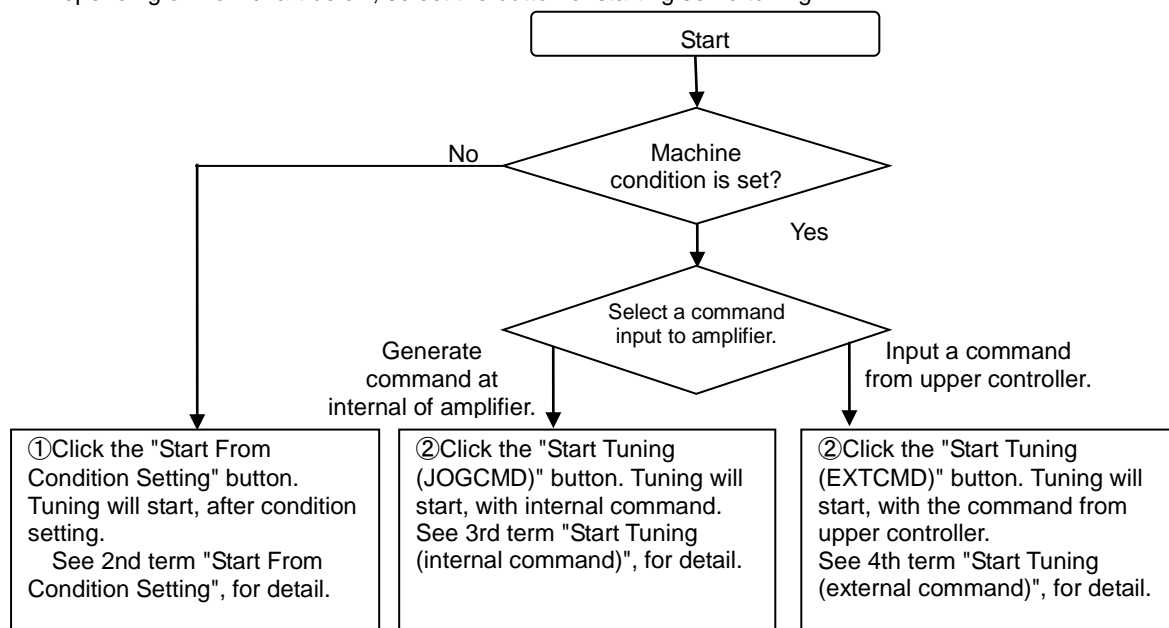 Start
No
Machine
condition is set?
Yes
Select a command
input to amplifier.
Generate
command at
internal of amplifier.
Input a command
from upper controller.
①Click the "Start From
Condition Setting" button.
Tuning will start, after condition
setting.
See 2nd term "Start From
Condition Setting", for detail.
②Click the "Start Tuning
(JOGCMD)" button. Tuning will
start, with internal command.
See 3rd term "Start Tuning
(internal command)", for detail.
②Click the "Start Tuning
(EXTCMD)" button. Tuning will
start, with the command from
upper controller.
See 4th term "Start Tuning
(external command)", for detail.